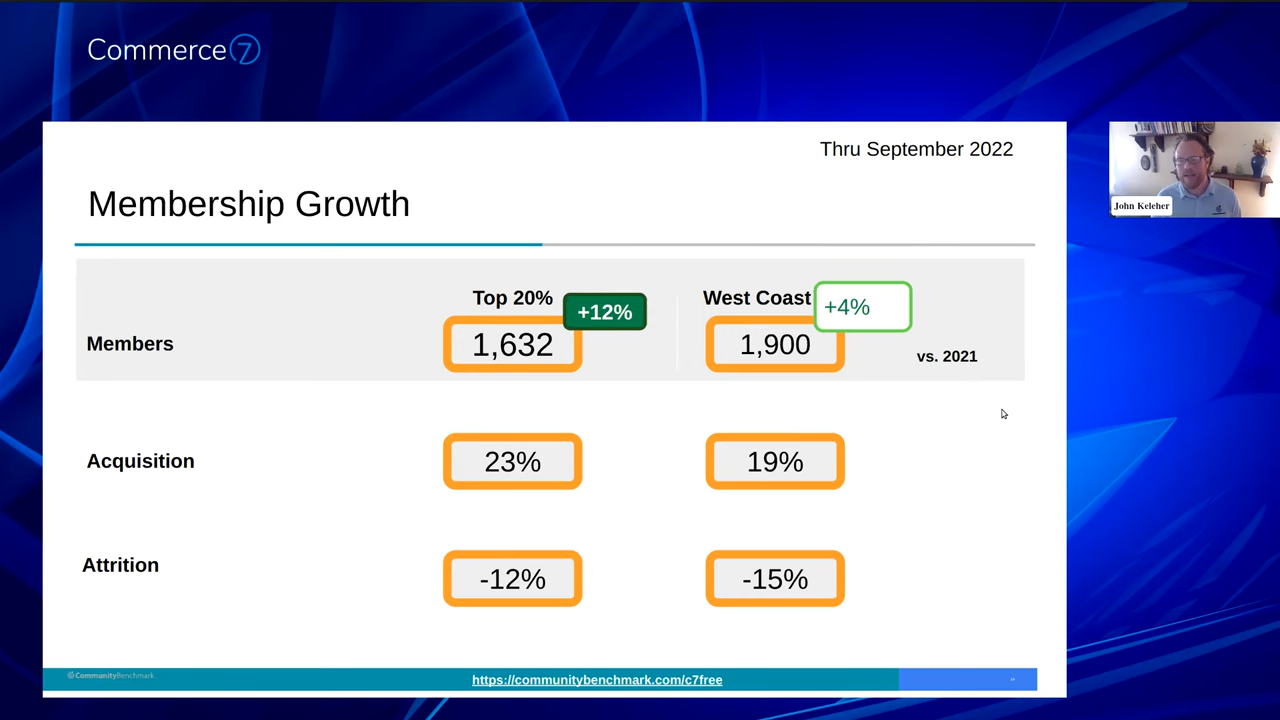 Commerce7
Thru September 2022
Membership Growth
Top 20%
+12%
West Coast
+4%
Members
1,632
1,900
vs. 2021
Acquisition
23%
19%
Attrition
-12%
-15%
CommunityBenchmark
https://communitybenchmark.com/c7free
John Keleher